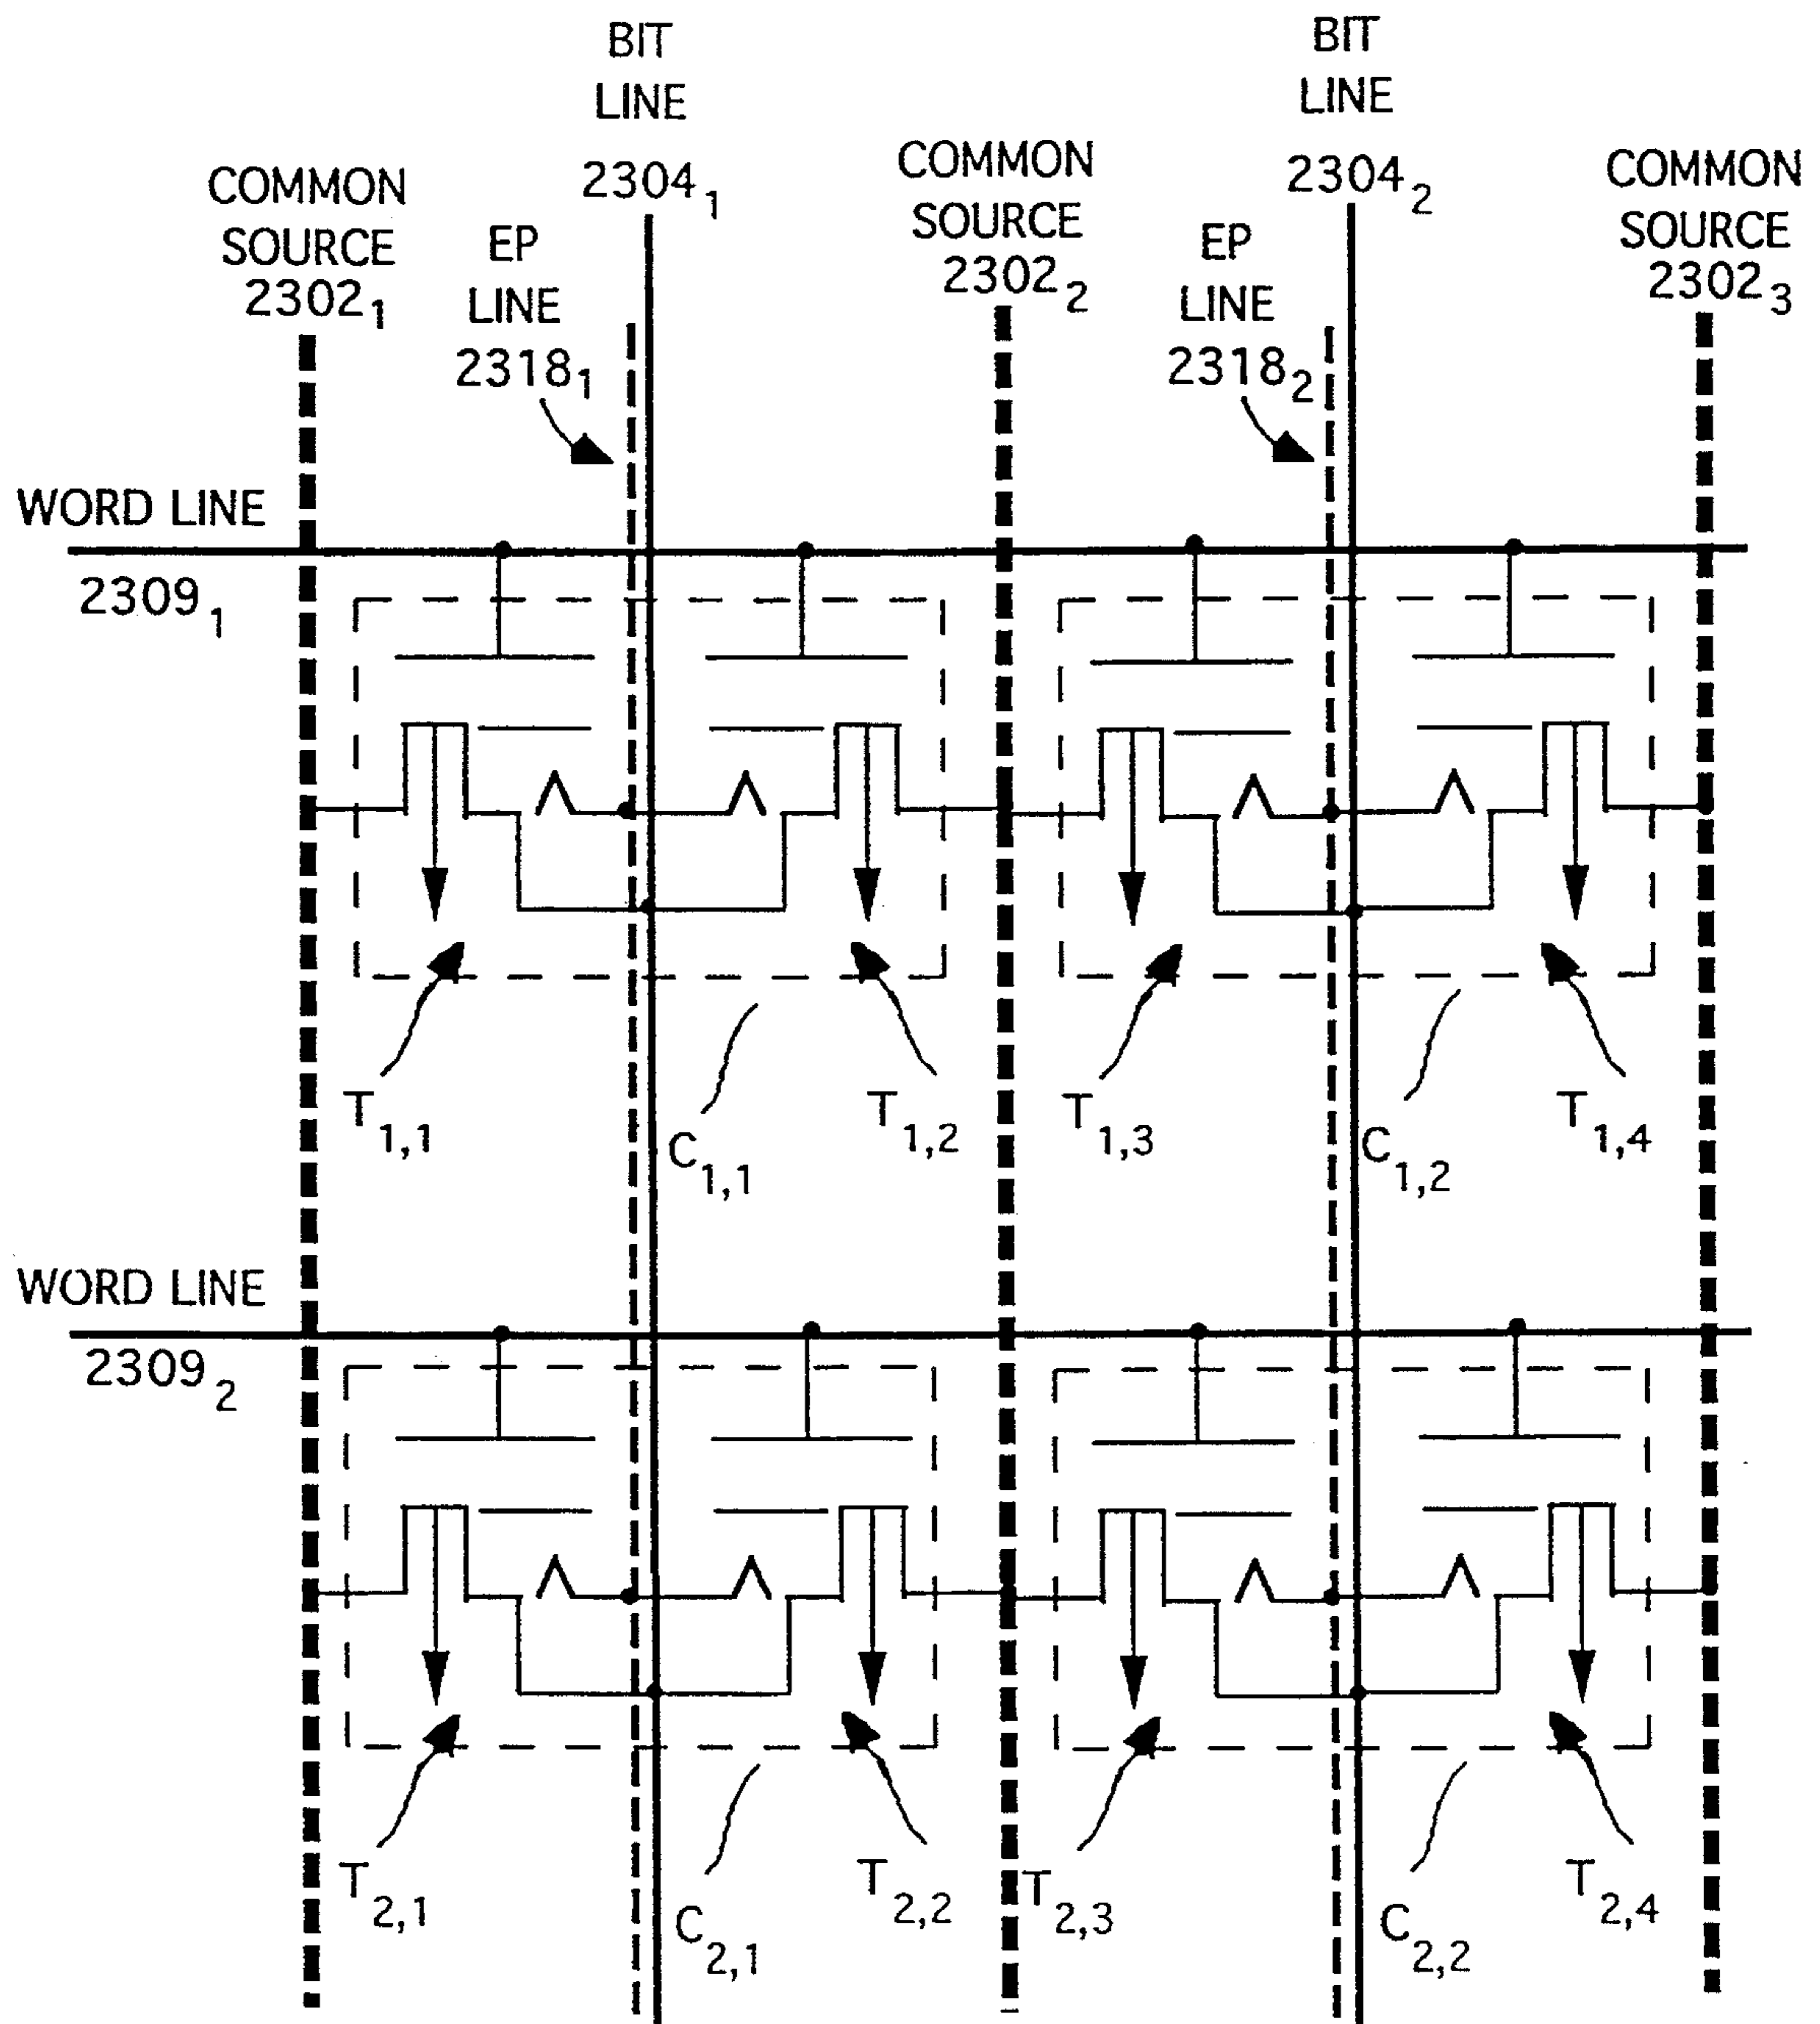 BIT
LINE
2304₁
BIT
LINE
2304₂
COMMON
SOURCE
2302₁
EP
LINE
2318₁
COMMON
SOURCE
2302₂
EP
LINE
2318₂
COMMON
SOURCE
2302₃
WORD LINE
2309₁
T₁,₁
C₁,₁
T₁,₂
T₁,₃
C₁,₂
T₁,₄
WORD LINE
2309₂
T₂,₁
C₂,₁
T₂,₂
T₂,₃
C₂,₂
T₂,₄